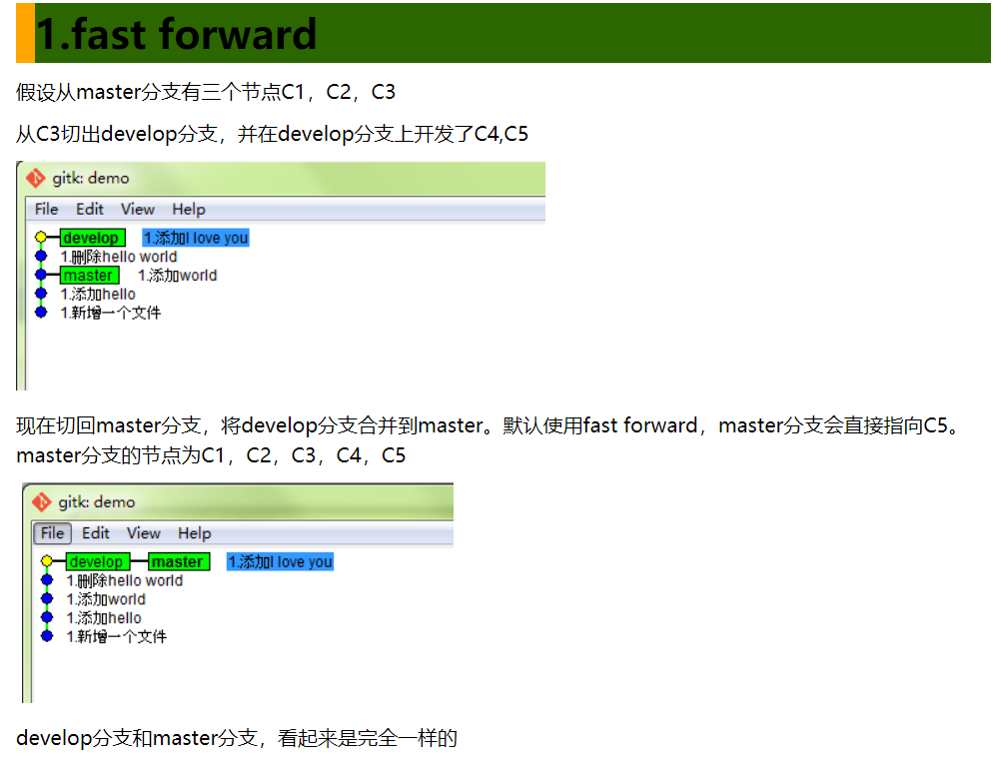 1.fast forward
假设从master分支有三个节点C1，C2，C3
从C3切出develop分支，并在develop分支上开发了C4,C5
gitk: demo
File Edit View Help
develop 1.添加I love you
1.删除hello world
master 1.添加world
1.添加hello
1.新增一个文件
现在切回master分支，将develop分支合并到master。默认使用fast forward，master分支会直接指向C5。
master分支的节点为C1，C2，C3，C4，C5
gitk: demo
File Edit View Help
develop master 1.添加I love you
1.删除hello world
1.添加world
1.添加hello
1.新增一个文件
develop分支和master分支，看起来是完全一样的